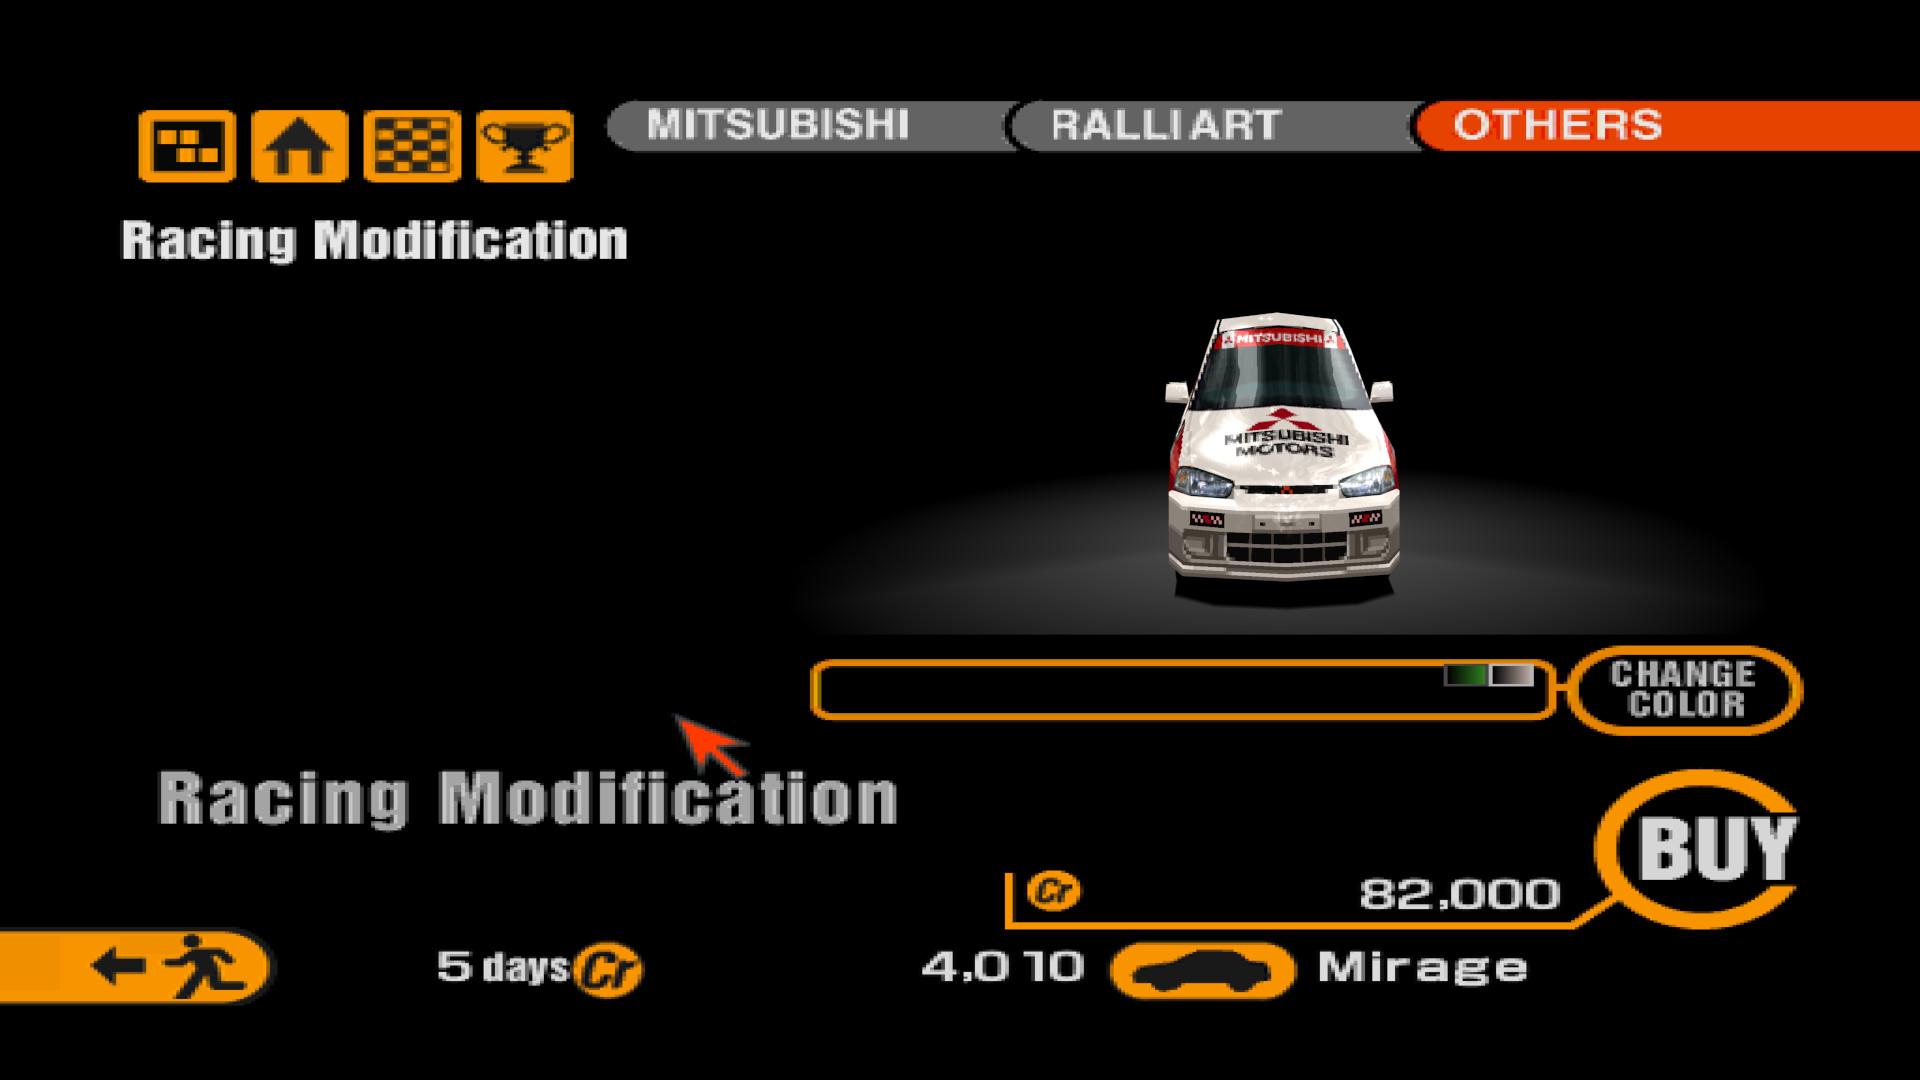 MITSUBISHI
RALLIART
OTHERS
Racing Modification
MITSUBISHI
MITSUBISHI
MOTORS
CHANGE
COLOR
Racing Modification
BUY
Cr
82,000
5 days
Cr
4,010
Mirage